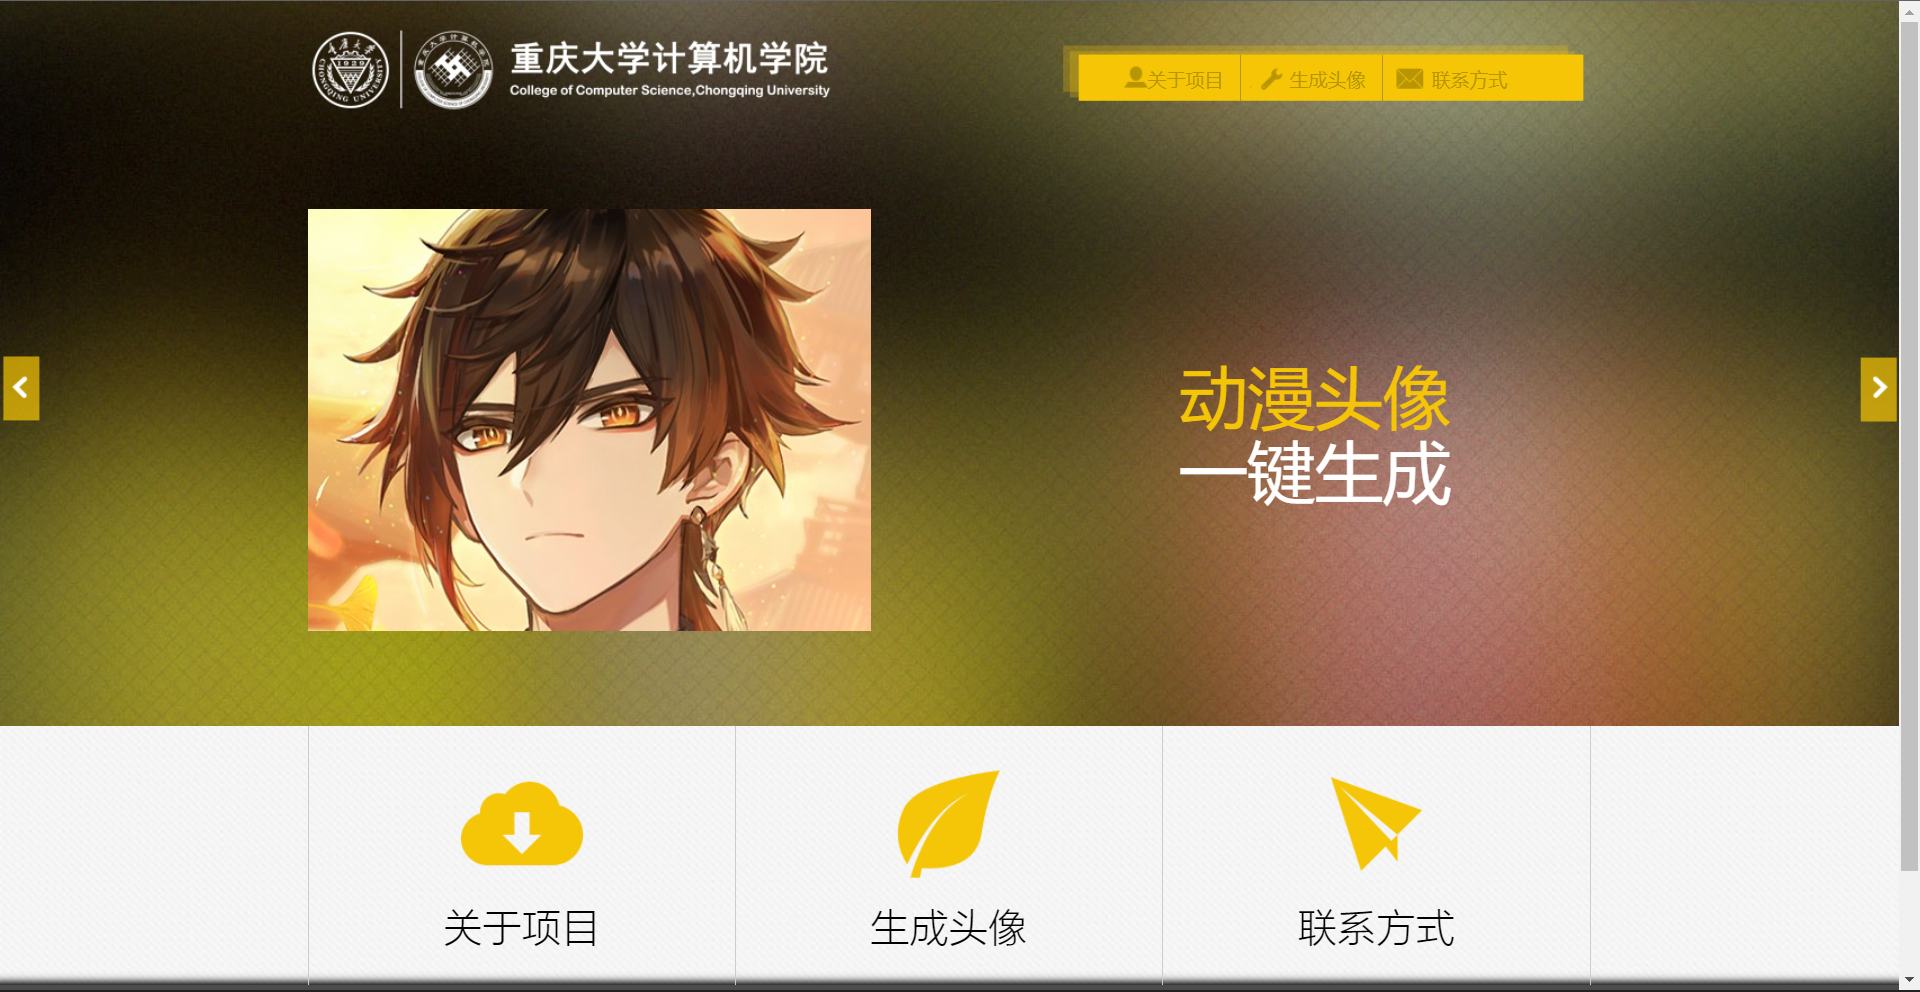 重庆大学计算机学院
College of Computer Science,Chongqing University
关于项目
生成头像
联系方式
动漫头像
一键生成
关于项目
生成头像
联系方式